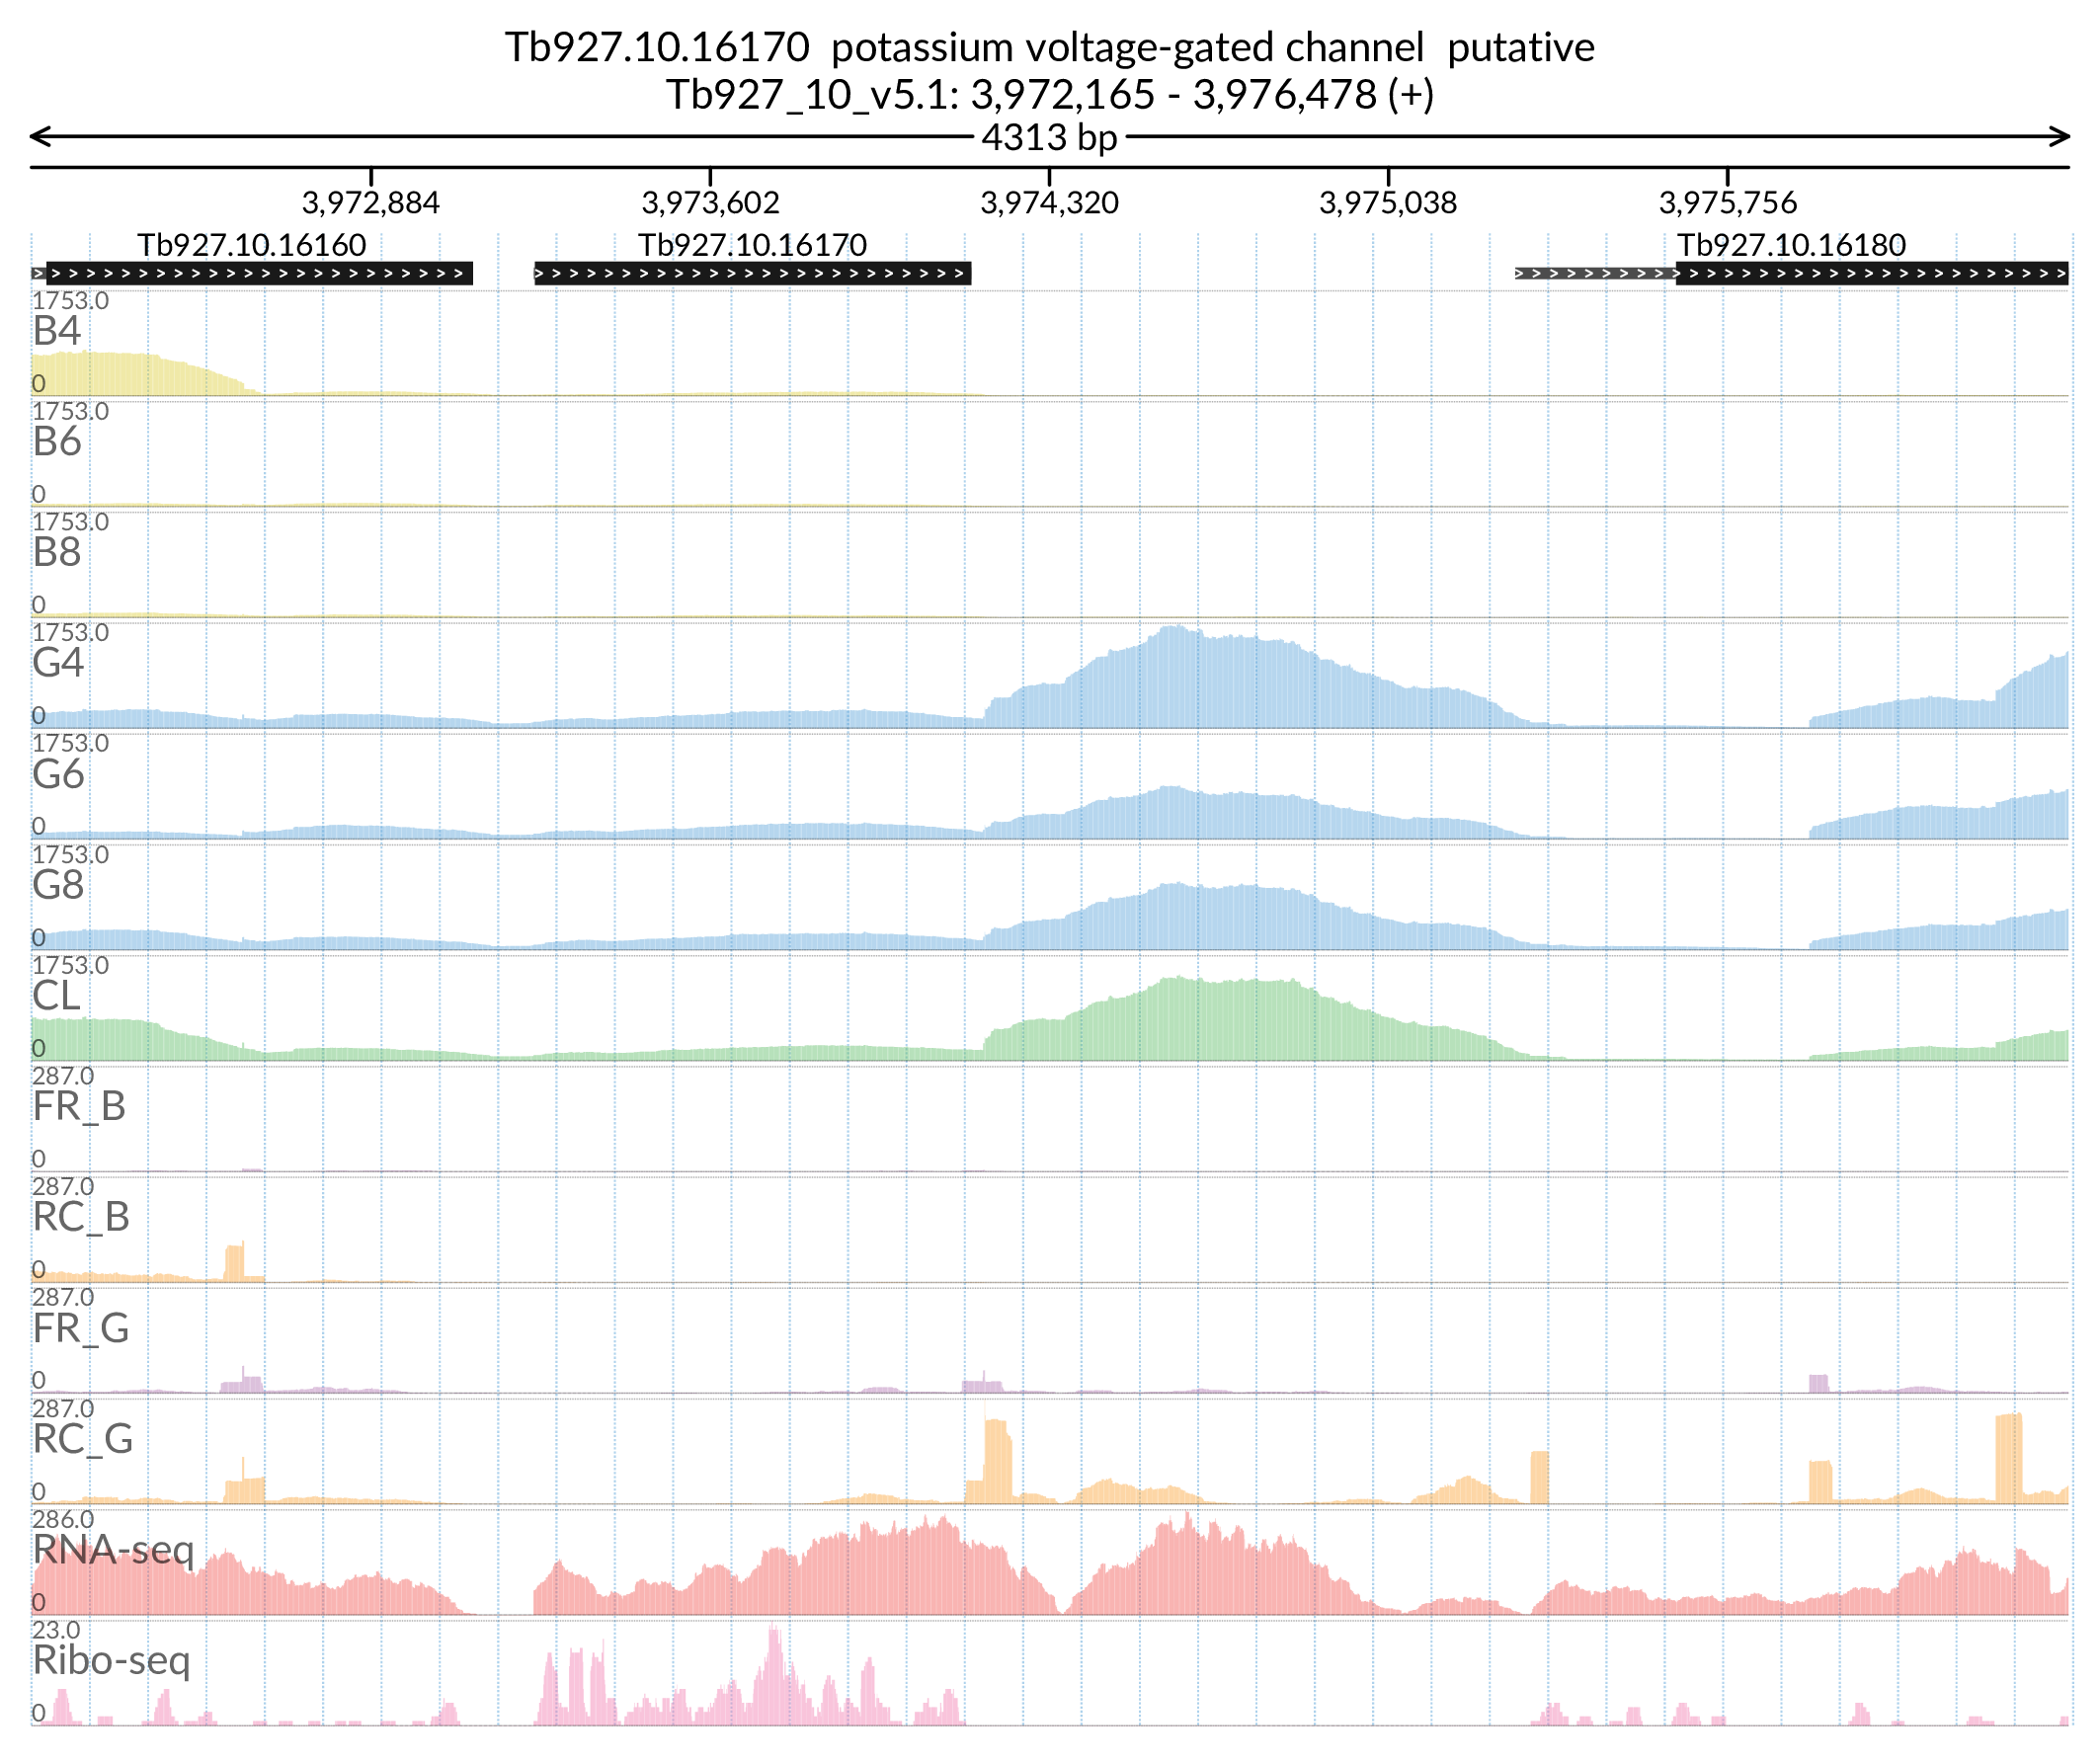 Tb927.10.16170 potassium voltage-gated channel putative
Tb927_10_v5.1: 3,972,165 - 3,976,478 (+)
4313 bp
3,972,884 3,973,602 3,974,320 3,975,038 3,975,756
Tb927.10.16160 Tb927.10.16170 Tb927.10.16180
1753.0
B4
0
1753.0
B6
0
1753.0
B8
0
1753.0
G4
0
1753.0
G6
0
1753.0
G8
0
1753.0
CL
0
287.0
FR_B
0
287.0
RC_B
0
287.0
FR_G
0
287.0
RC_G
0
286.0
RNA-seq
0
23.0
Ribo-seq
0